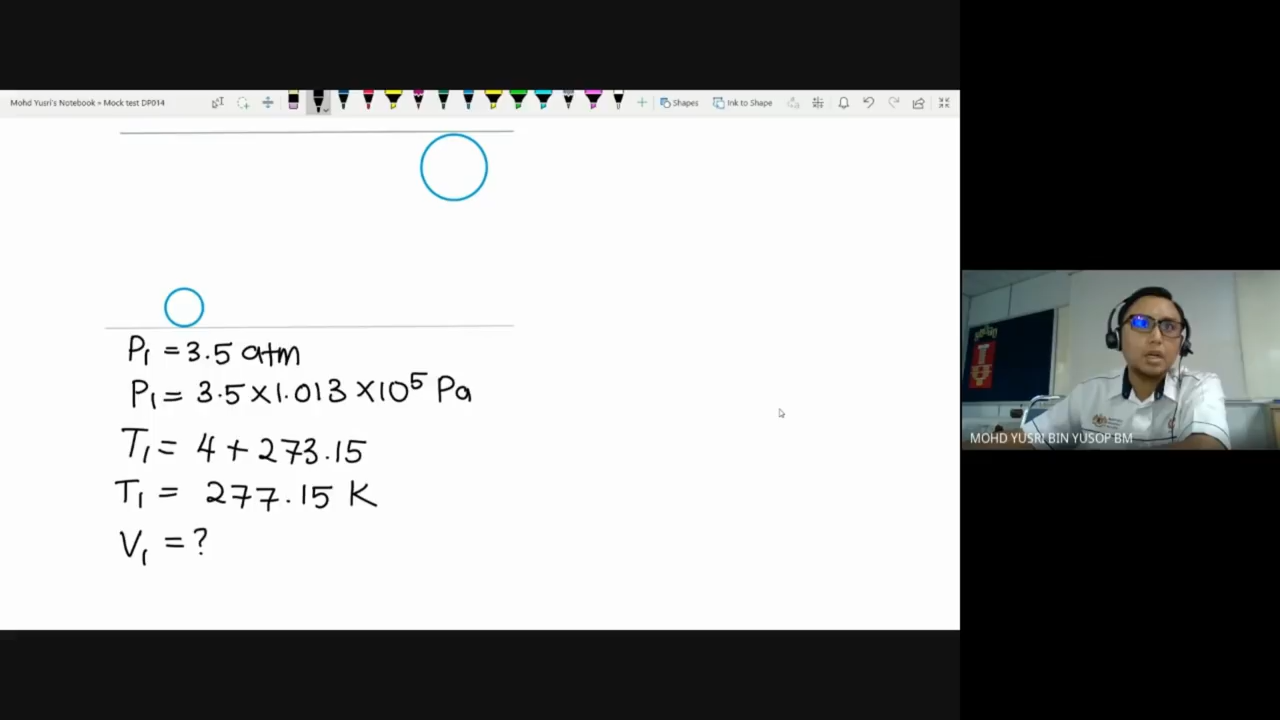 Mohd Yusri's Notebook » Mock test DP014
Shapes
Ink to Shape
P₁ = 3.5 atm
P₁ = 3.5 × 1.013 × 10⁵ Pa
T₁ = 4 + 273.15
T₁ = 277.15 K
V₁ = ?
MOHD YUSRI BIN YUSOP BM